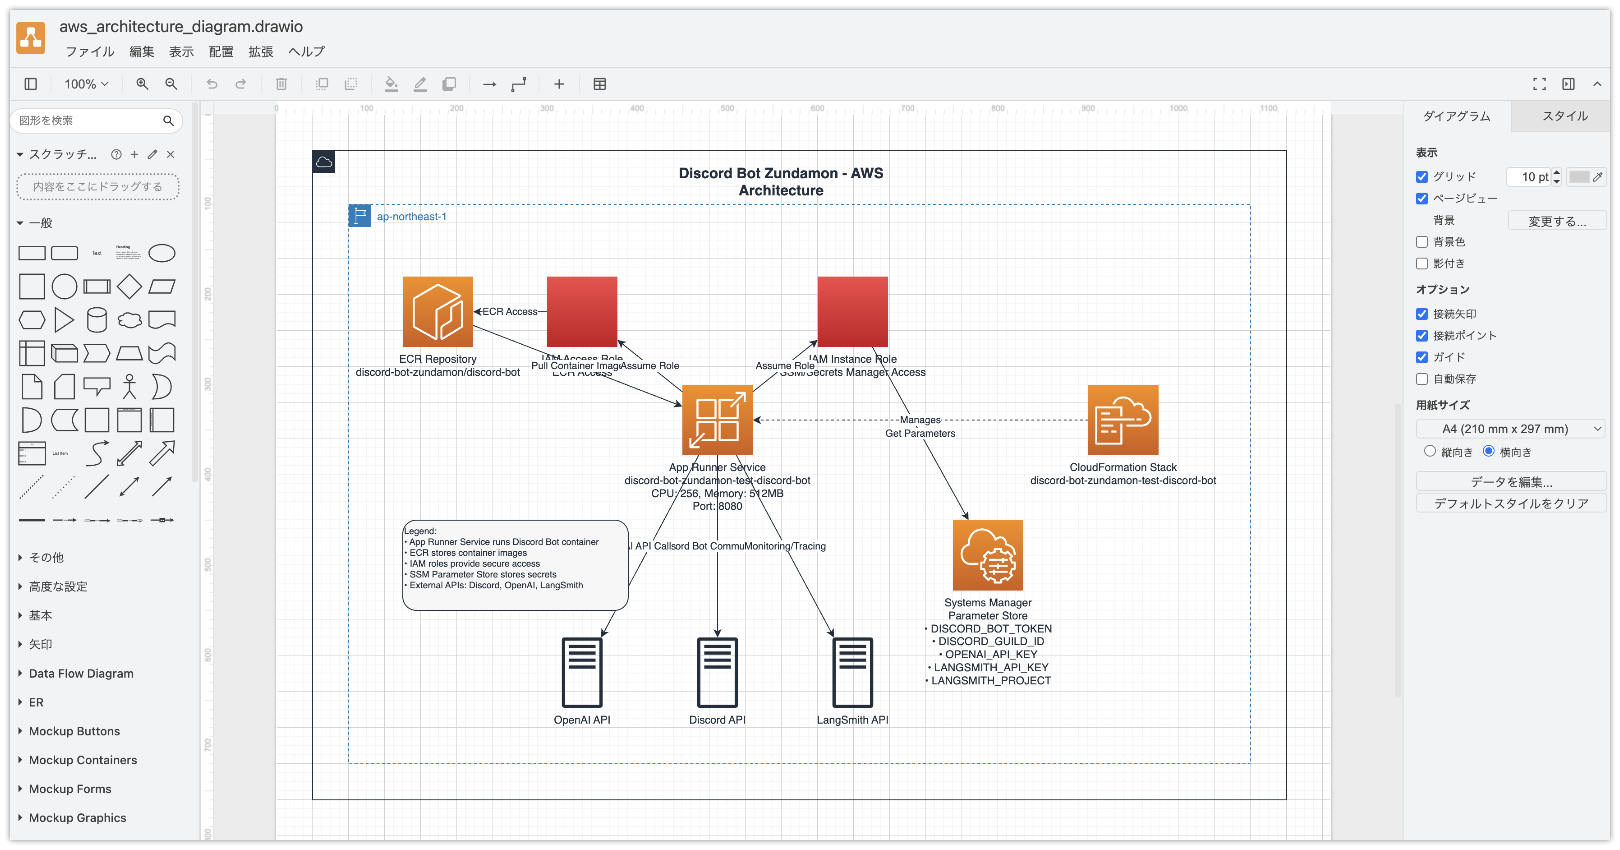 aws_architecture_diagram.drawio
ファイル 編集 表示 配置 拡張 ヘルプ
100%
図形を検索
スクラッチ...
内容をここにドラッグする
一般
Text
Heading
List Item
その他
高度な設定
基本
矢印
Data Flow Diagram
ER
Mockup Buttons
Mockup Containers
Mockup Forms
Mockup Graphics
0 100 200 300 400 500 600 700 800 900 1000 1100
100
200
300
400
500
600
700
800
Discord Bot Zundamon - AWS
Architecture
ap-northeast-1
ECR Access
ECR Repository
discord-bot-zundamon/discord-bot
IAM Access Role
ECR Access
Pull Container Imag
Assume Role
Assume Role
IAM Instance Role
SSM/Secrets Manager Access
Manages
Get Parameters
App Runner Service
discord-bot-zundamon-test-discord-bot
CPU: 256, Memory: 512MB
Port: 8080
CloudFormation Stack
discord-bot-zundamon-test-discord-bot
Legend:
• App Runner Service runs Discord Bot container
• ECR stores container images
• IAM roles provide secure access
• SSM Parameter Store stores secrets
• External APIs: Discord, OpenAI, LangSmith
I API Calls
ord Bot Commu
Monitoring/Tracing
Systems Manager
Parameter Store
• DISCORD_BOT_TOKEN
• DISCORD_GUILD_ID
• OPENAI_API_KEY
• LANGSMITH_API_KEY
• LANGSMITH_PROJECT
OpenAI API
Discord API
LangSmith API
ダイアグラム
スタイル
表示
グリッド 10 pt
ページビュー
背景 変更する...
背景色
影付き
オプション
接続矢印
接続ポイント
ガイド
自動保存
用紙サイズ
A4 (210 mm x 297 mm)
縦向き 横向き
データを編集...
デフォルトスタイルをクリア